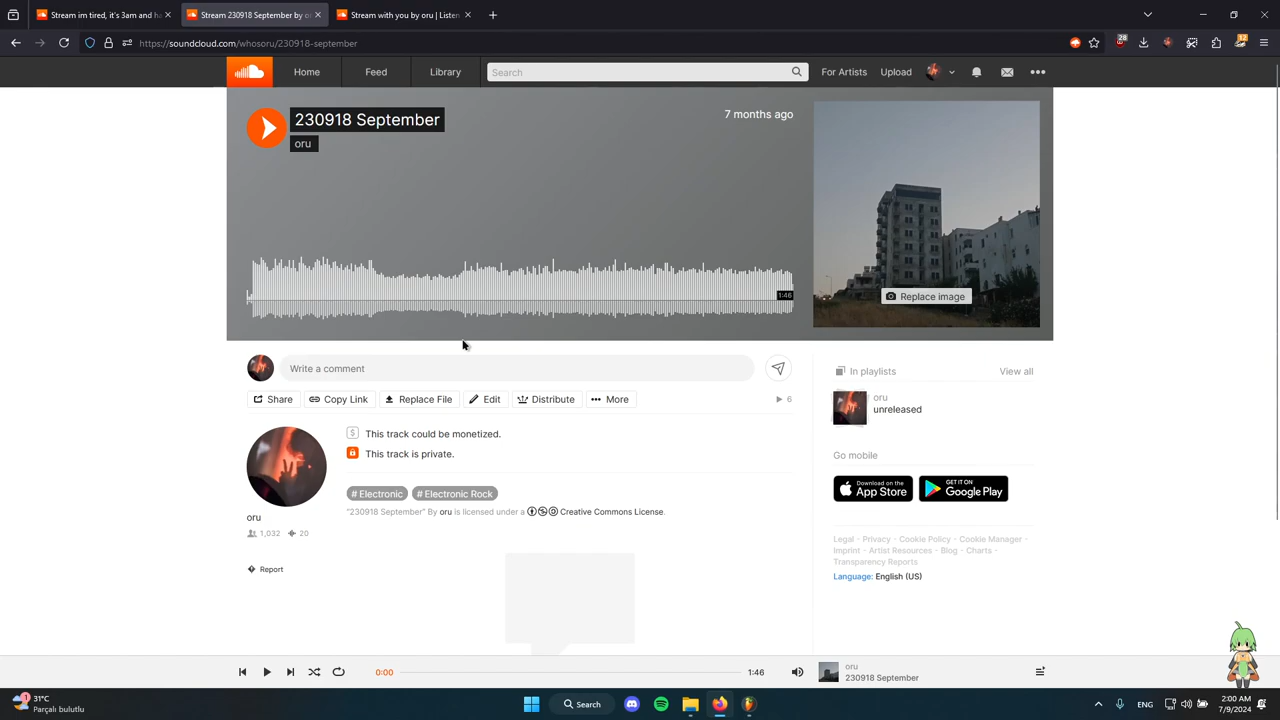 Stream im tired, it's 3am and ha
Stream 230918 September by or
Stream with you by oru | Listen
https://soundcloud.com/whosoru/230918-september
28
12
Home
Feed
Library
Search
For Artists
Upload
230918 September
oru
7 months ago
1:46
Replace image
Write a comment
Share
Copy Link
Replace File
Edit
Distribute
More
6
This track could be monetized.
This track is private.
# Electronic
# Electronic Rock
"230918 September" By oru is licensed under a Creative Commons License.
oru
1,032
20
Report
In playlists
View all
oru
unreleased
Go mobile
Download on the
App Store
GET IT ON
Google Play
Legal - Privacy - Cookie Policy - Cookie Manager -
Imprint - Artist Resources - Blog - Charts -
Transparency Reports
Language: English (US)
0:00
1:46
oru
230918 September
1
31°C
Parçalı bulutlu
Search
2:00 AM
7/9/2024